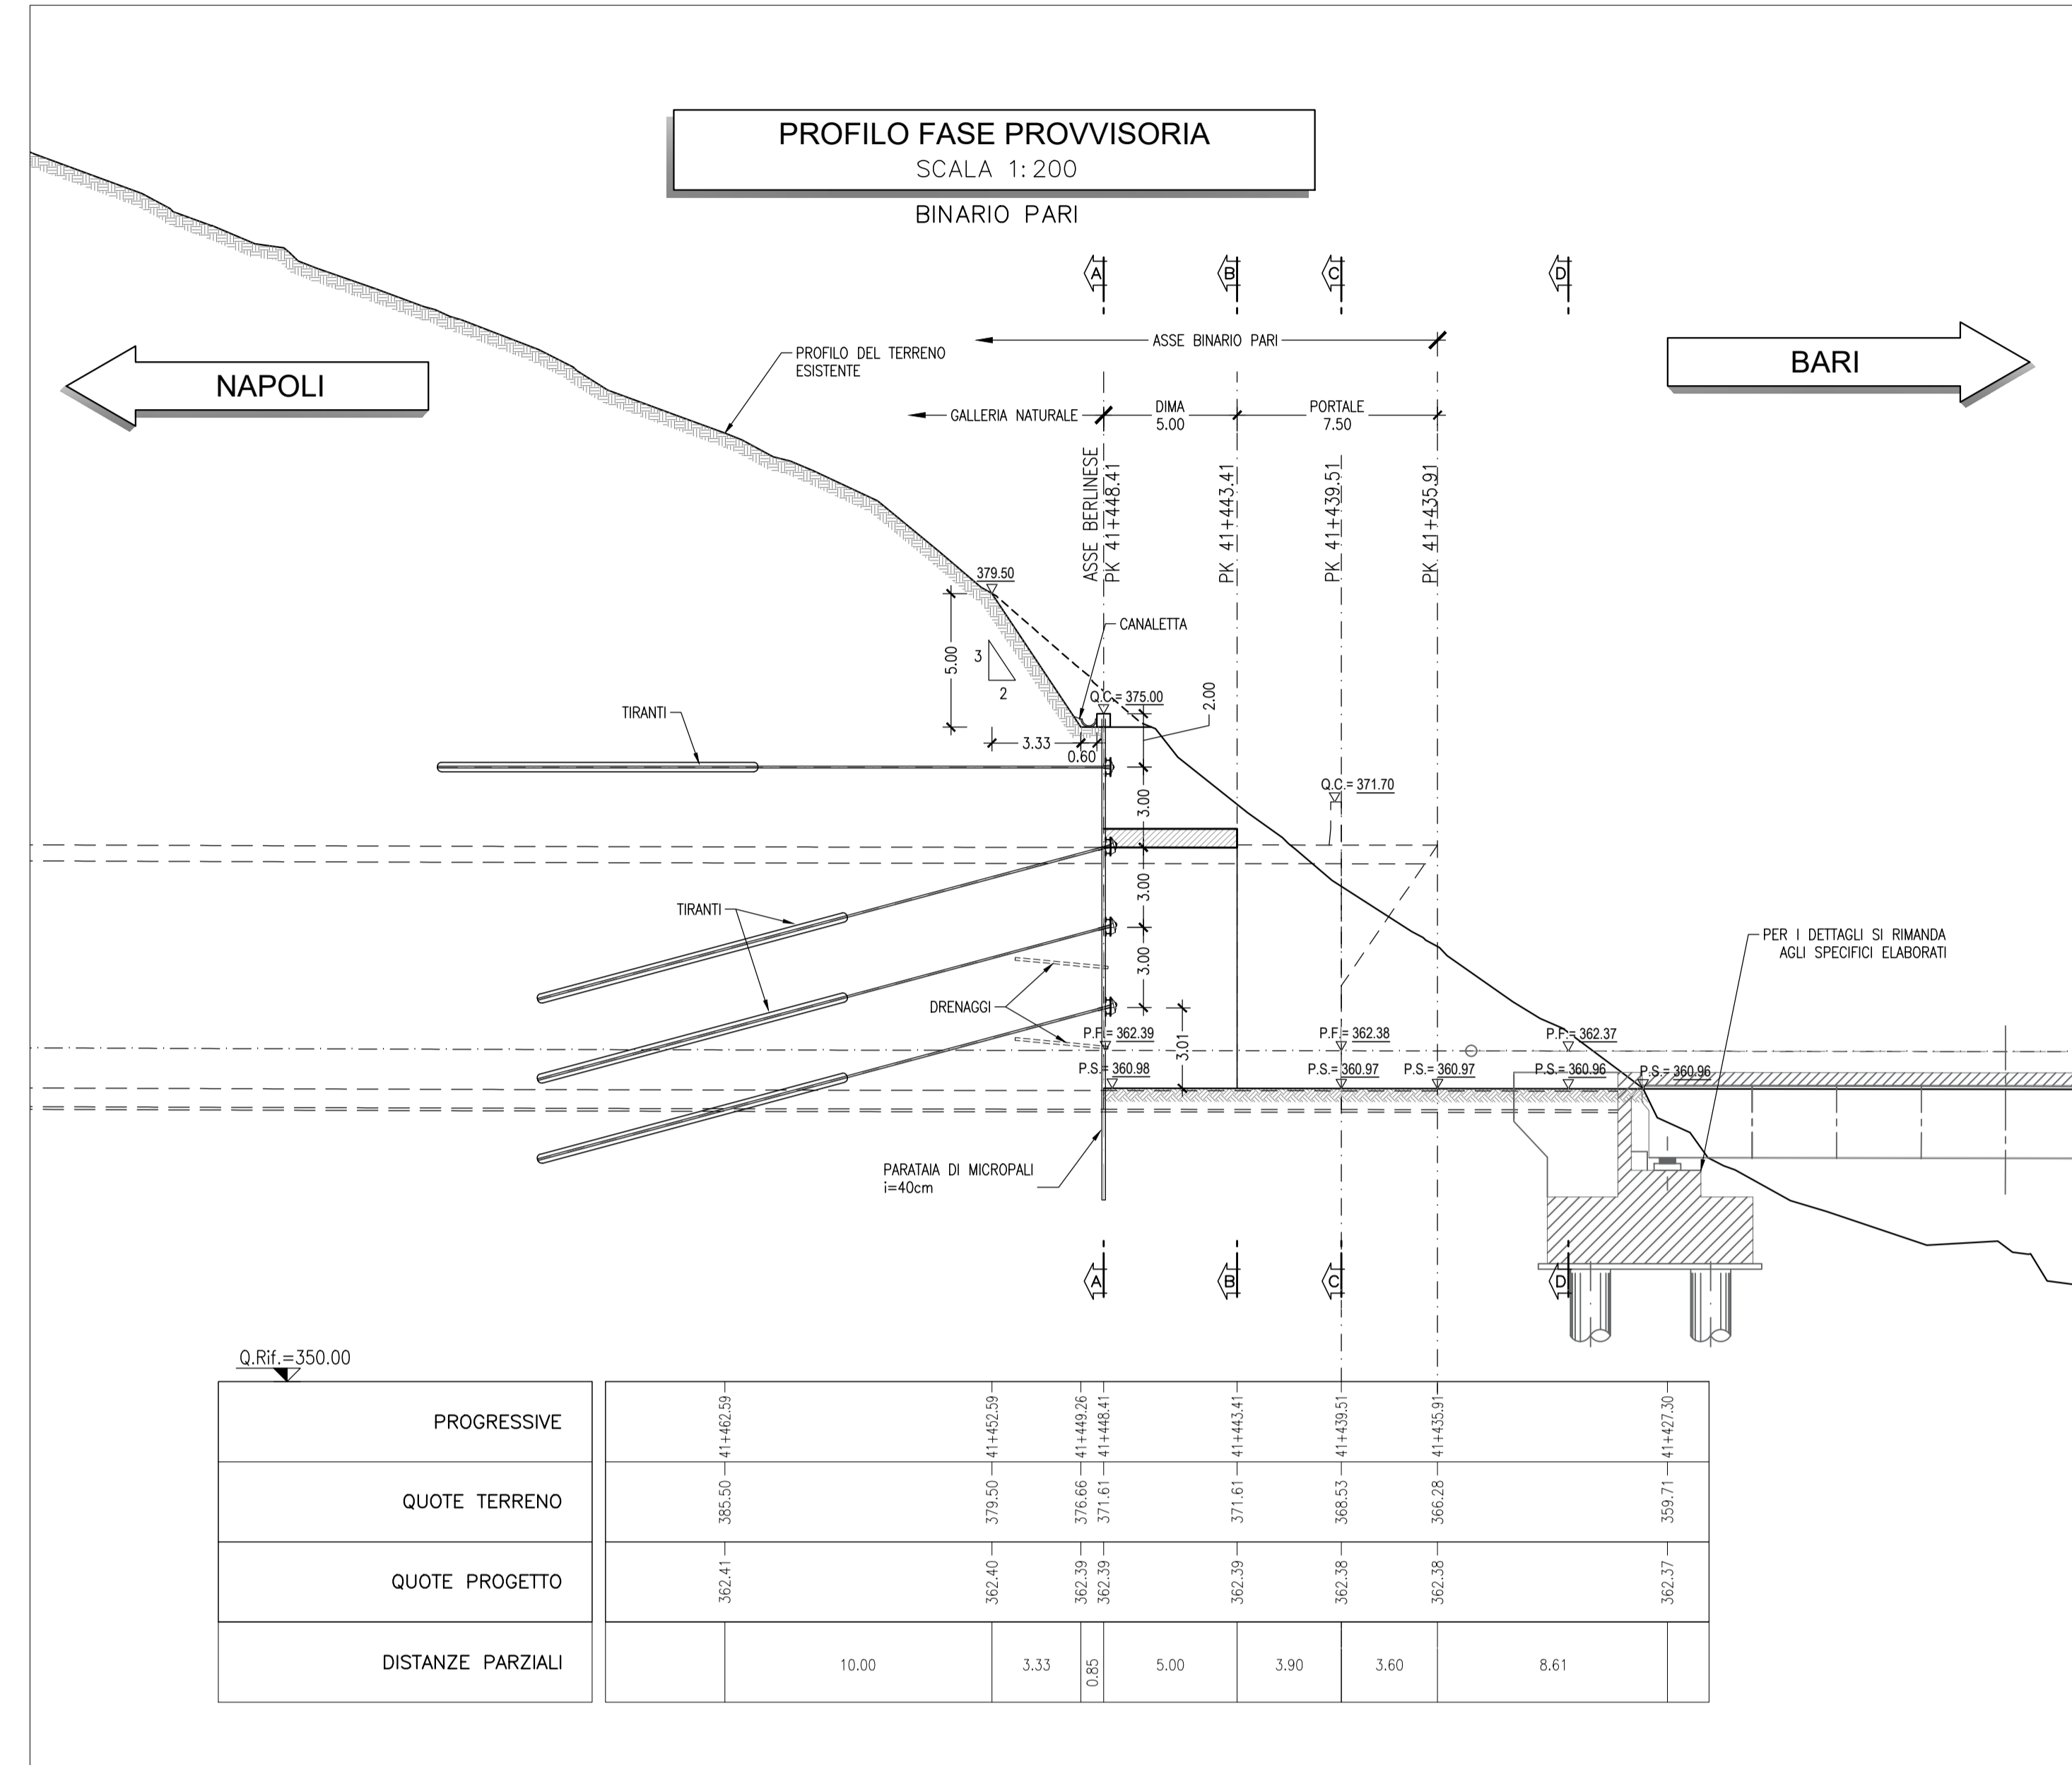 PROFILO FASE PROVVISORIA
SCALA 1:200
BINARIO PARI
A
B
C
D
ASSE BINARIO PARI
NAPOLI
BARI
PROFILO DEL TERRENO
ESISTENTE
GALLERIA NATURALE
DIMA
5.00
PORTALE
7.50
ASSE BERLINESE
PK 41+448.41
PK 41+443.41
PK 41+439.51
PK 41+435.91
379.50
CANALETTA
5.00
3
2
Q.C.= 375.00
2.00
TIRANTI
3.33
0.60
3.00
Q.C.= 371.70
3.00
TIRANTI
PER I DETTAGLI SI RIMANDA
AGLI SPECIFICI ELABORATI
3.00
DRENAGGI
P.F.= 362.39
P.F.= 362.38
P.F.= 362.37
3.01
P.S.= 360.98
P.S.= 360.97
P.S.= 360.97
P.S.= 360.96
P.S.= 360.96
PARATAIA DI MICROPALI
i=40cm
A
B
C
D
Q.Rif.=350.00
PROGRESSIVE
41+462.59
41+452.59
41+449.26
41+448.41
41+443.41
41+439.51
41+435.91
41+427.30
QUOTE TERRENO
385.50
379.50
376.66
371.61
371.61
368.53
366.28
359.71
QUOTE PROGETTO
362.41
362.40
362.39
362.39
362.39
362.38
362.38
362.37
DISTANZE PARZIALI
10.00
3.33
0.85
5.00
3.90
3.60
8.61